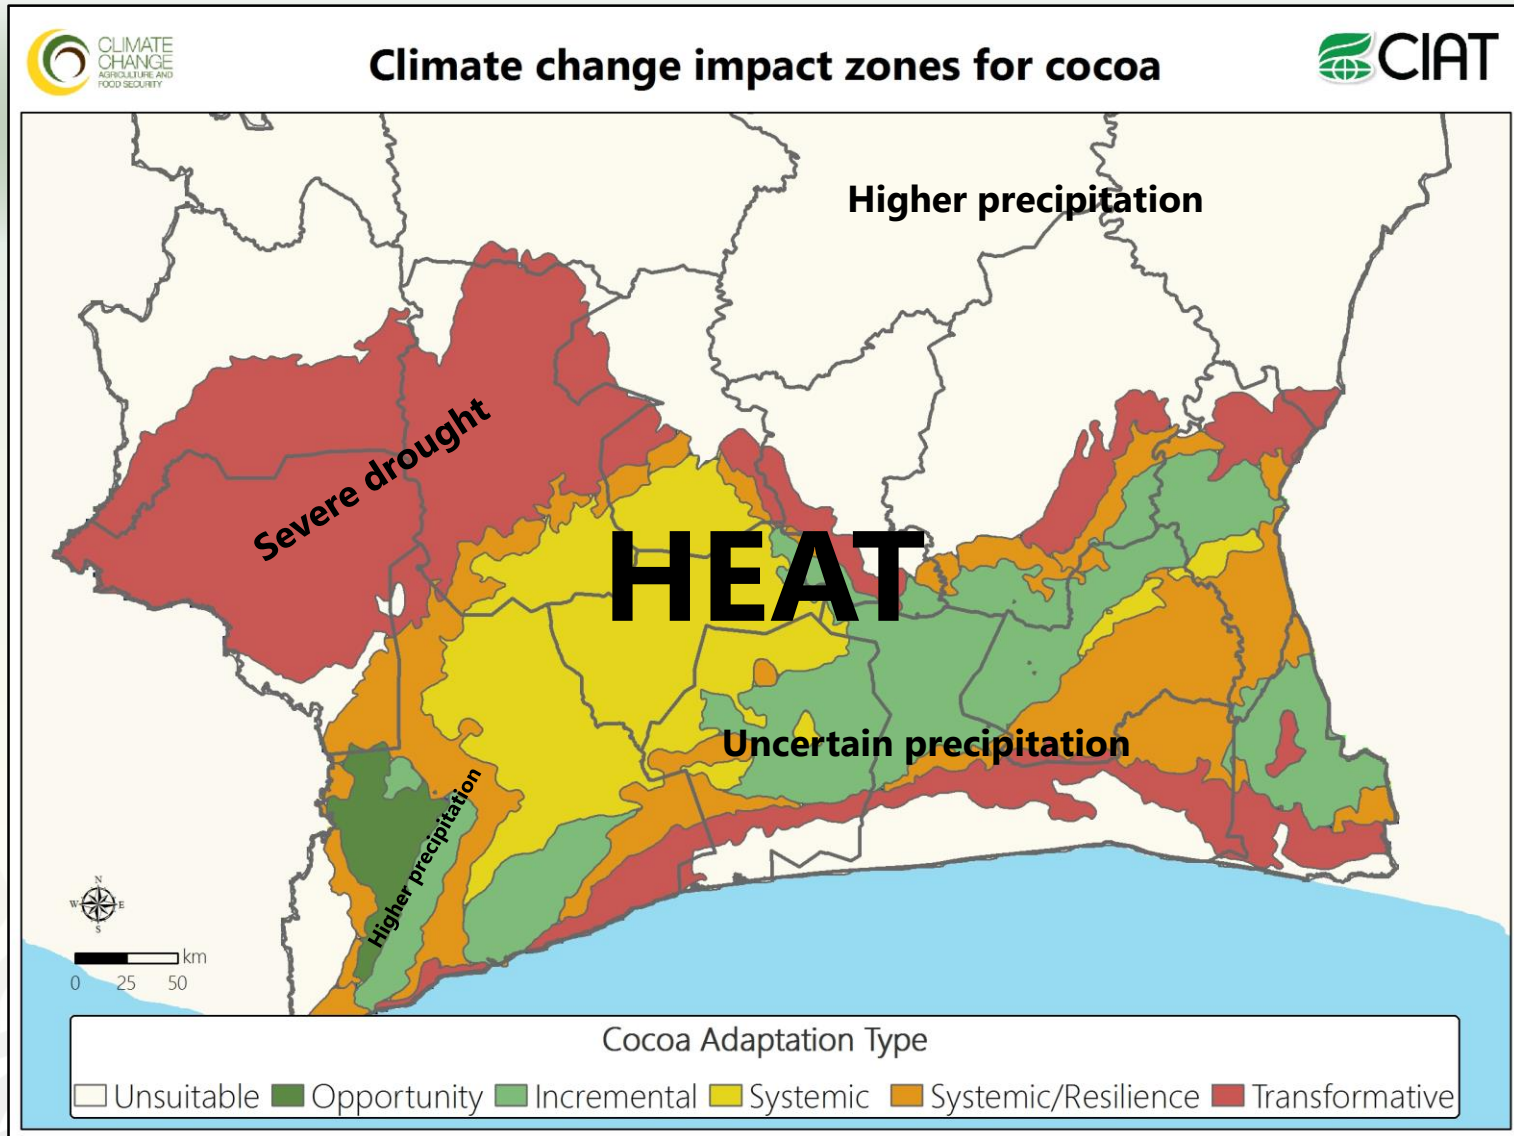 CLIMATE
CHANGE
AGRICULTURE AND
FOOD SECURITY
Climate change impact zones for cocoa
CIAT
Higher precipitation
Severe drought
HEAT
Uncertain precipitation
Higher precipitation
N
W E
S
km
0 25 50
Cocoa Adaptation Type
Unsuitable Opportunity Incremental Systemic Systemic/Resilience Transformative